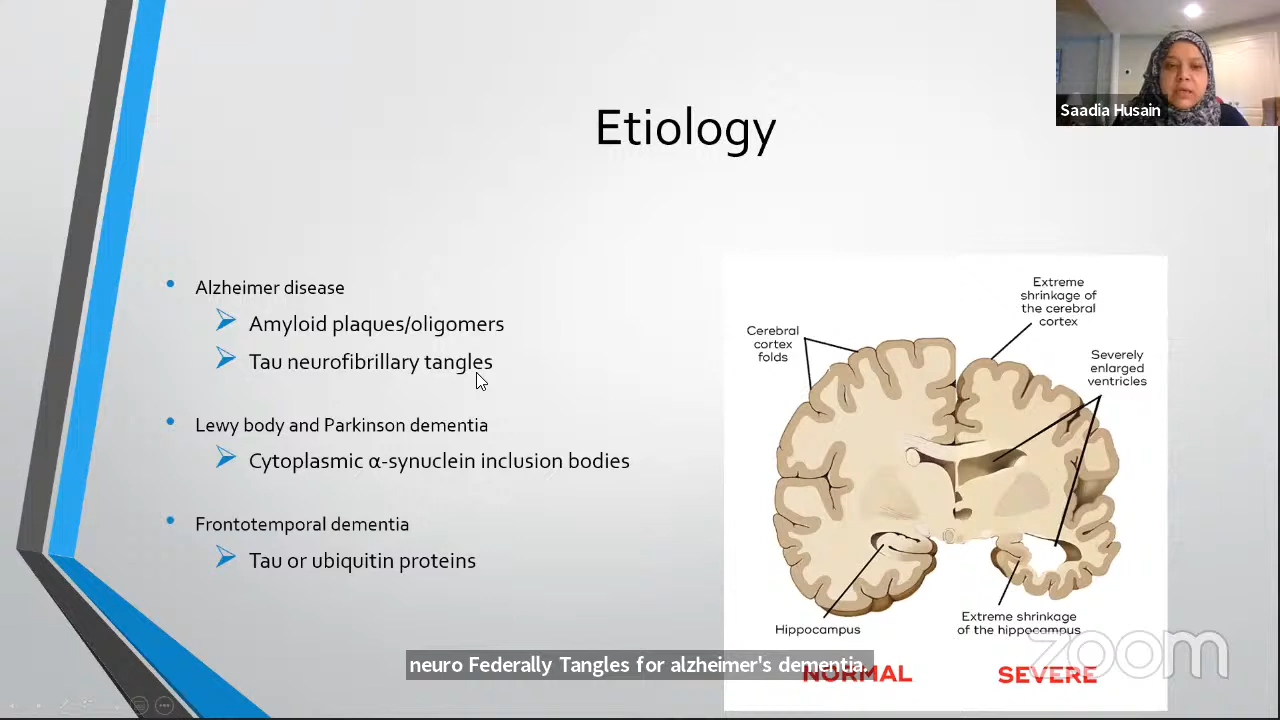 Saadia Husain
Etiology
Alzheimer disease
Amyloid plaques/oligomers
Tau neurofibrillary tangles
Lewy body and Parkinson dementia
Cytoplasmic α-synuclein inclusion bodies
Frontotemporal dementia
Tau or ubiquitin proteins
Cerebral
cortex
folds
Extreme
shrinkage of
the cerebral
cortex
Severely
enlarged
ventricles
Hippocampus
Extreme shrinkage
of the hippocampus
NORMAL
SEVERE
neuro Federally Tangles for alzheimer's dementia.
zoom